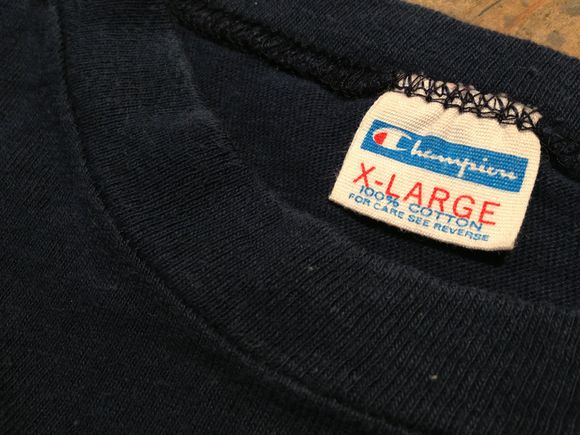 Champion
X-LARGE
100% COTTON
FOR CARE SEE REVERSE